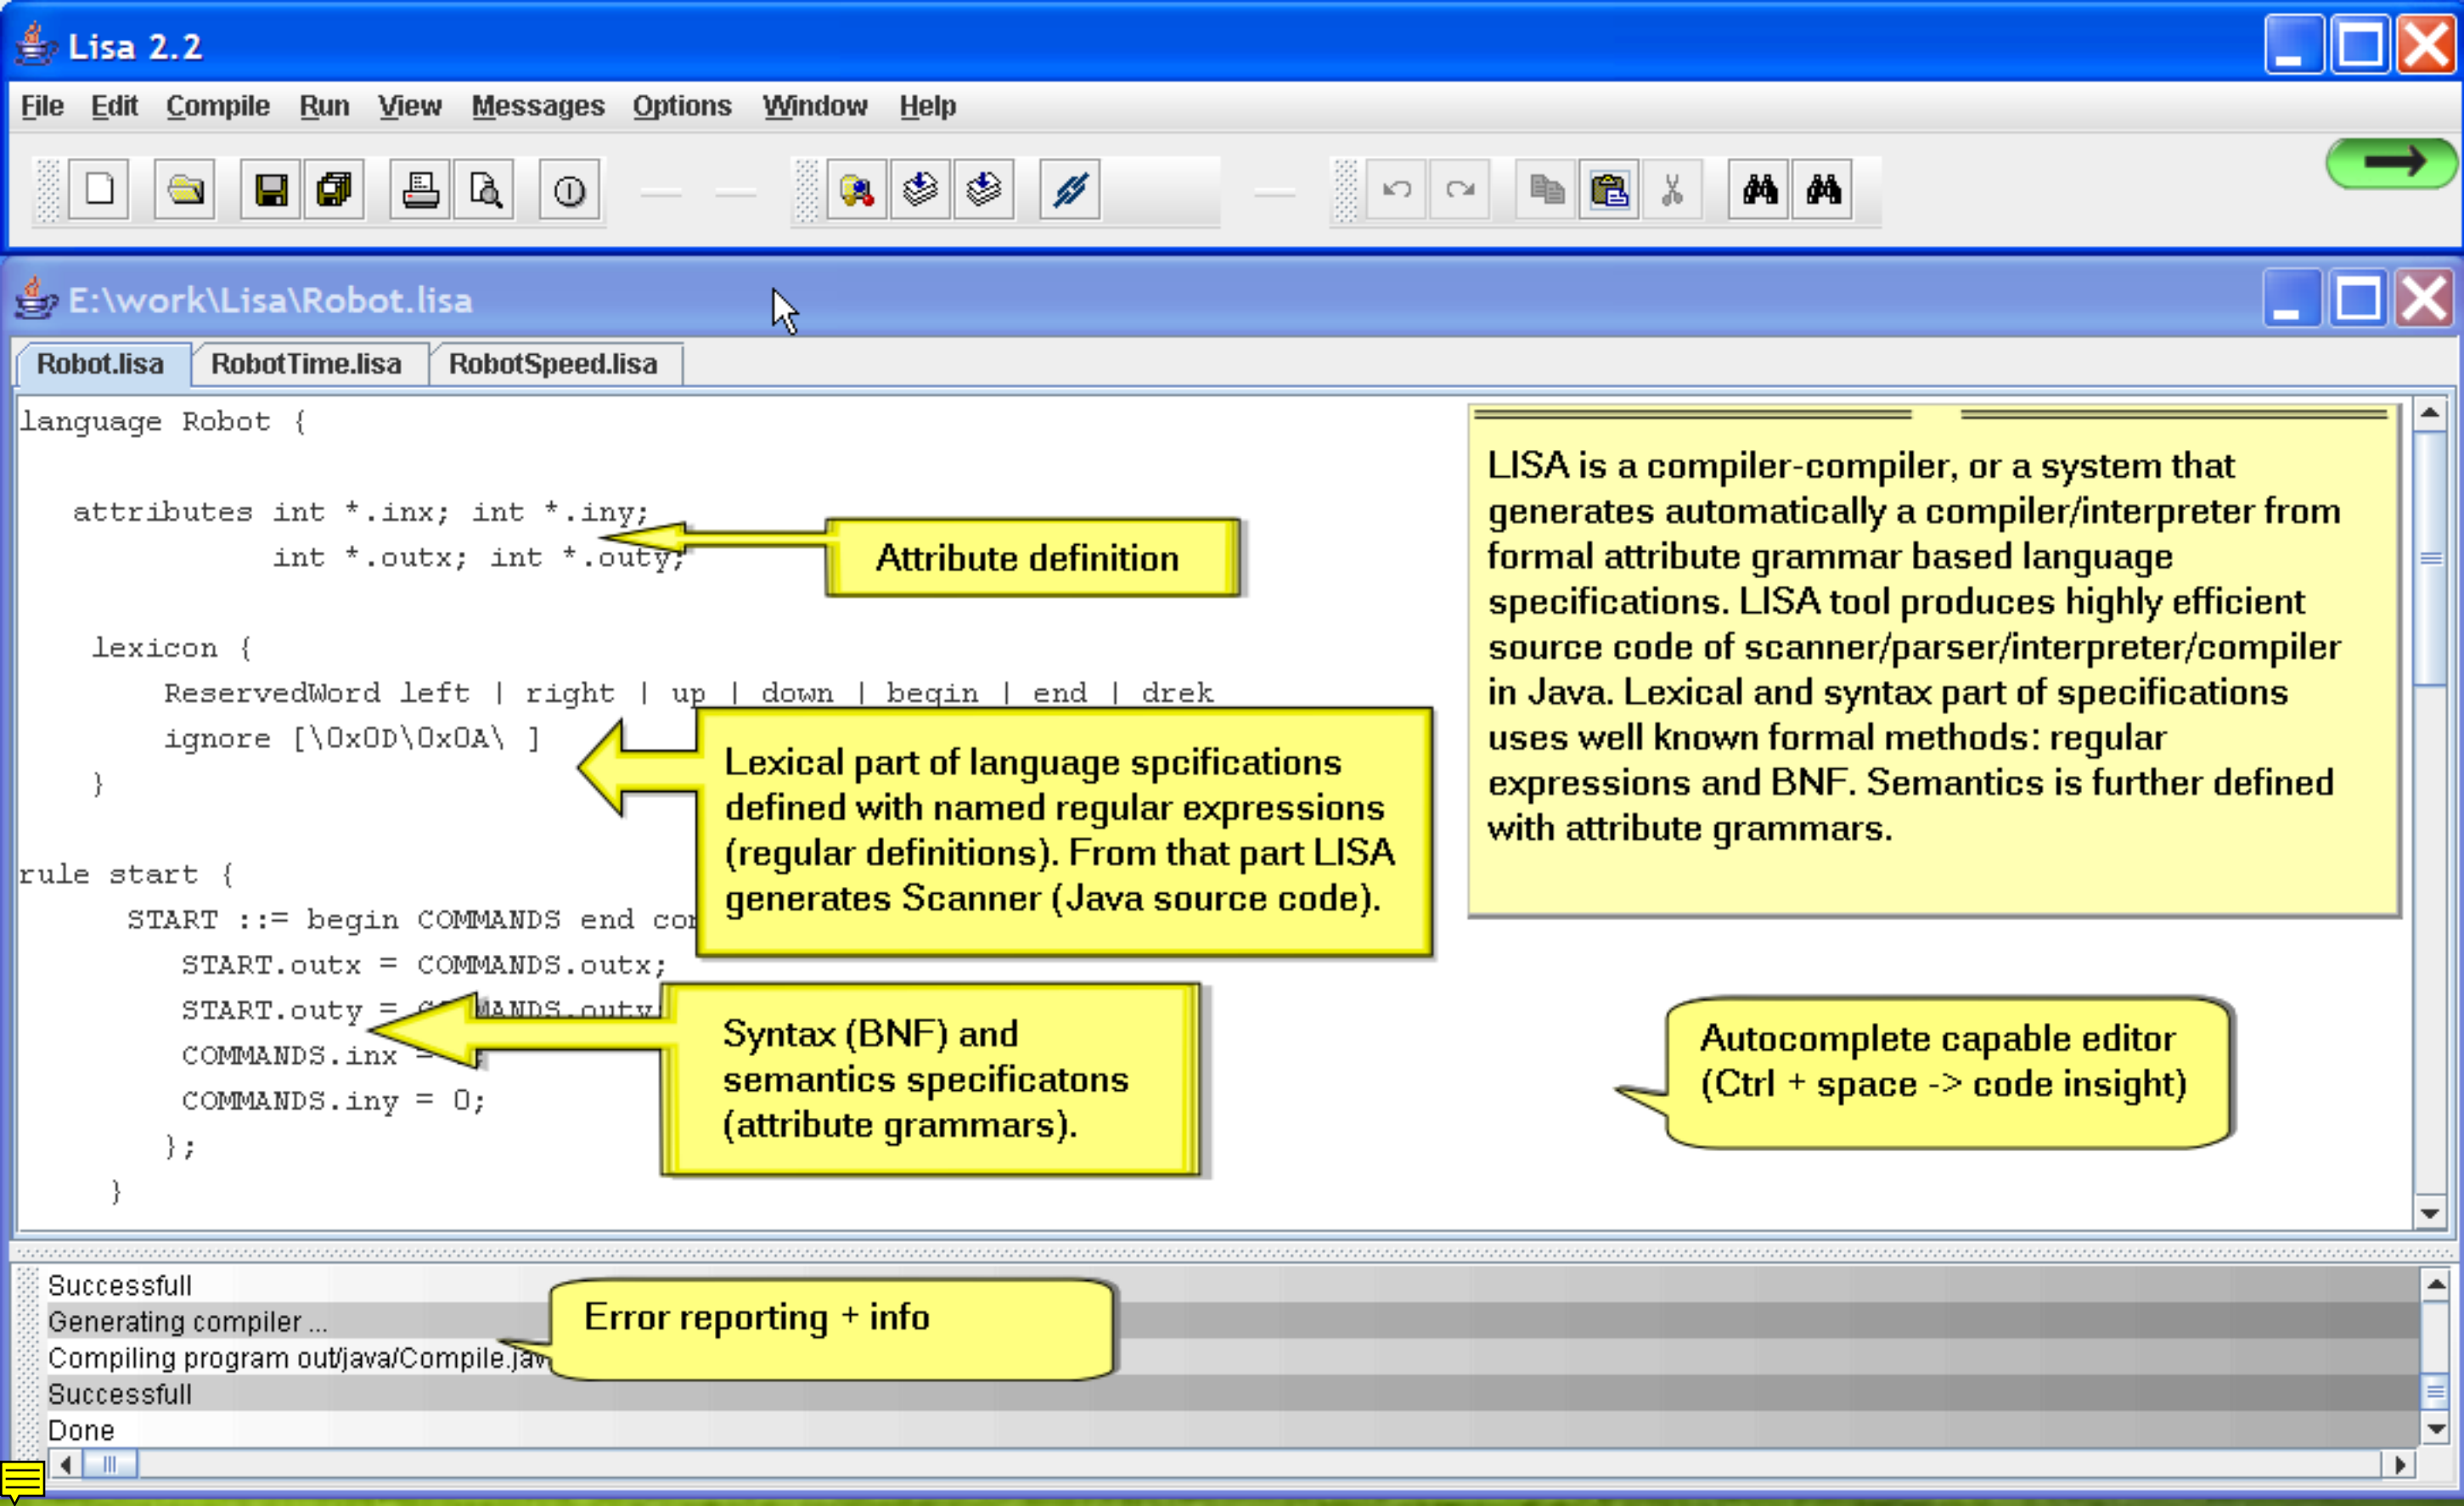 Lisa 2.2
File Edit Compile Run View Messages Options Window Help
E:\work\Lisa\Robot.lisa
Robot.lisa RobotTime.lisa RobotSpeed.lisa
language Robot {
attributes int *.inx; int *.iny;
int *.outx; int *.outy;
Attribute definition
lexicon {
ReservedWord left | right | up | down | begin | end | drek
ignore [\0x0D\0x0A\ ]
}
Lexical part of language spcifications
defined with named regular expressions
(regular definitions). From that part LISA
generates Scanner (Java source code).
rule start {
START ::= begin COMMANDS end
START.outx = COMMANDS.outx;
START.outy = COMMANDS.outy
COMMANDS.inx =
COMMANDS.iny = 0;
};
}
Syntax (BNF) and
semantics specificatons
(attribute grammars).
LISA is a compiler-compiler, or a system that
generates automatically a compiler/interpreter from
formal attribute grammar based language
specifications. LISA tool produces highly efficient
source code of scanner/parser/interpreter/compiler
in Java. Lexical and syntax part of specifications
uses well known formal methods: regular
expressions and BNF. Semantics is further defined
with attribute grammars.
Autocomplete capable editor
(Ctrl + space -> code insight)
Successfull
Generating compiler ...
Compiling program out/java/Compile.jav
Successfull
Done
Error reporting + info